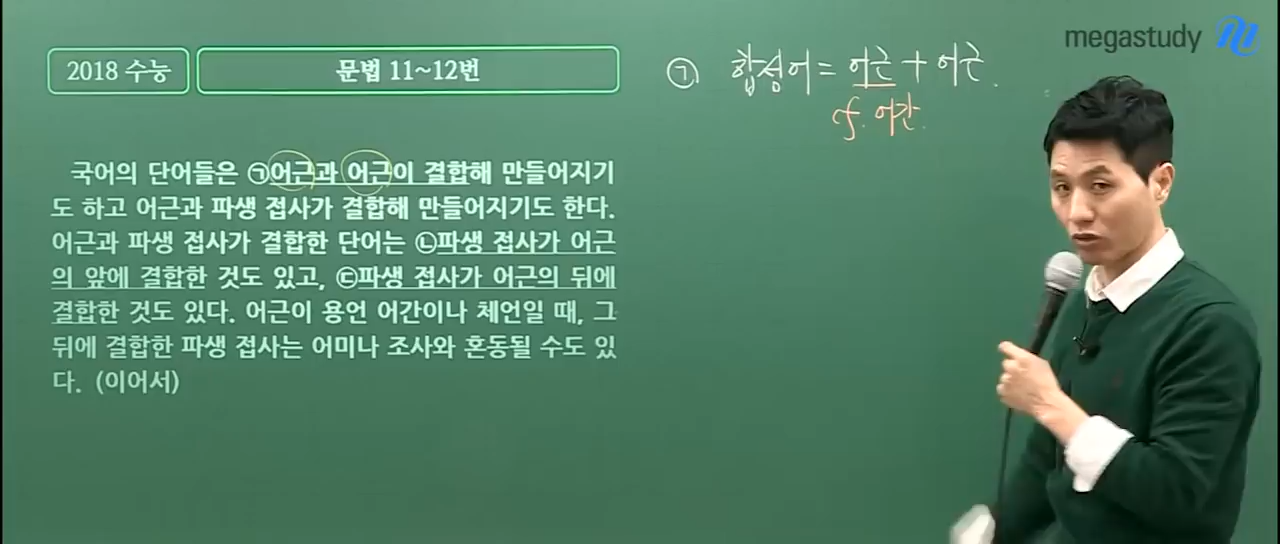 megastudy
2018 수능
문법 11~12번
국어의 단어들은 ㉠어근과 어근이 결합해 만들어지기
도 하고 어근과 파생 접사가 결합해 만들어지기도 한다.
어근과 파생 접사가 결합한 단어는 ㉡파생 접사가 어근
의 앞에 결합한 것도 있고, ㉢파생 접사가 어근의 뒤에
결합한 것도 있다. 어근이 용언 어간이나 체언일 때, 그
뒤에 결합한 파생 접사는 어미나 조사와 혼동될 수도 있
다. (이어서)
㉠ 합성어 = 어근 + 어근.
cf. 어간.